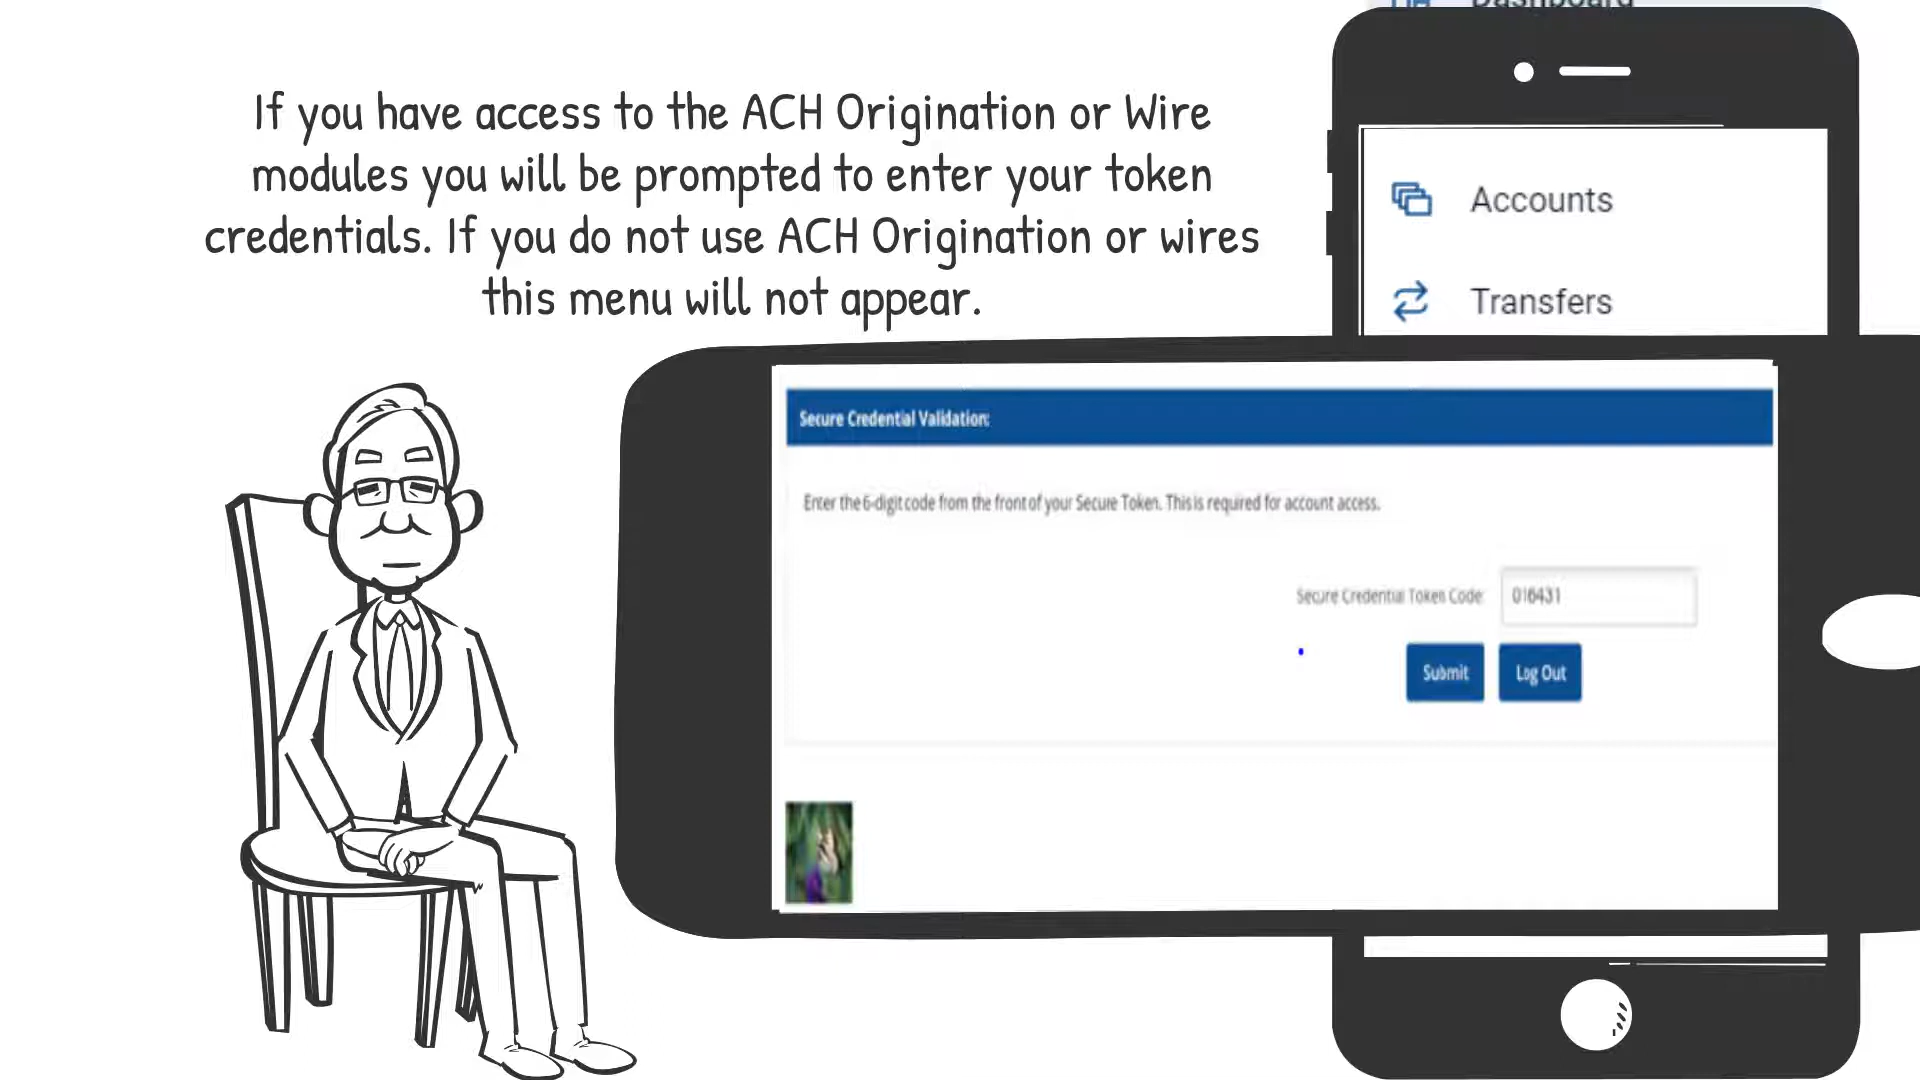 Dashboard
If you have access to the ACH Origination or Wire
modules you will be prompted to enter your token
credentials. If you do not use ACH Origination or wires
this menu will not appear.
Accounts
Transfers
Secure Credential Validation:
Enter the 6-digit code from the front of your Secure Token. This is required for account access.
Secure Credential Token Code: 016431
Submit Log Out